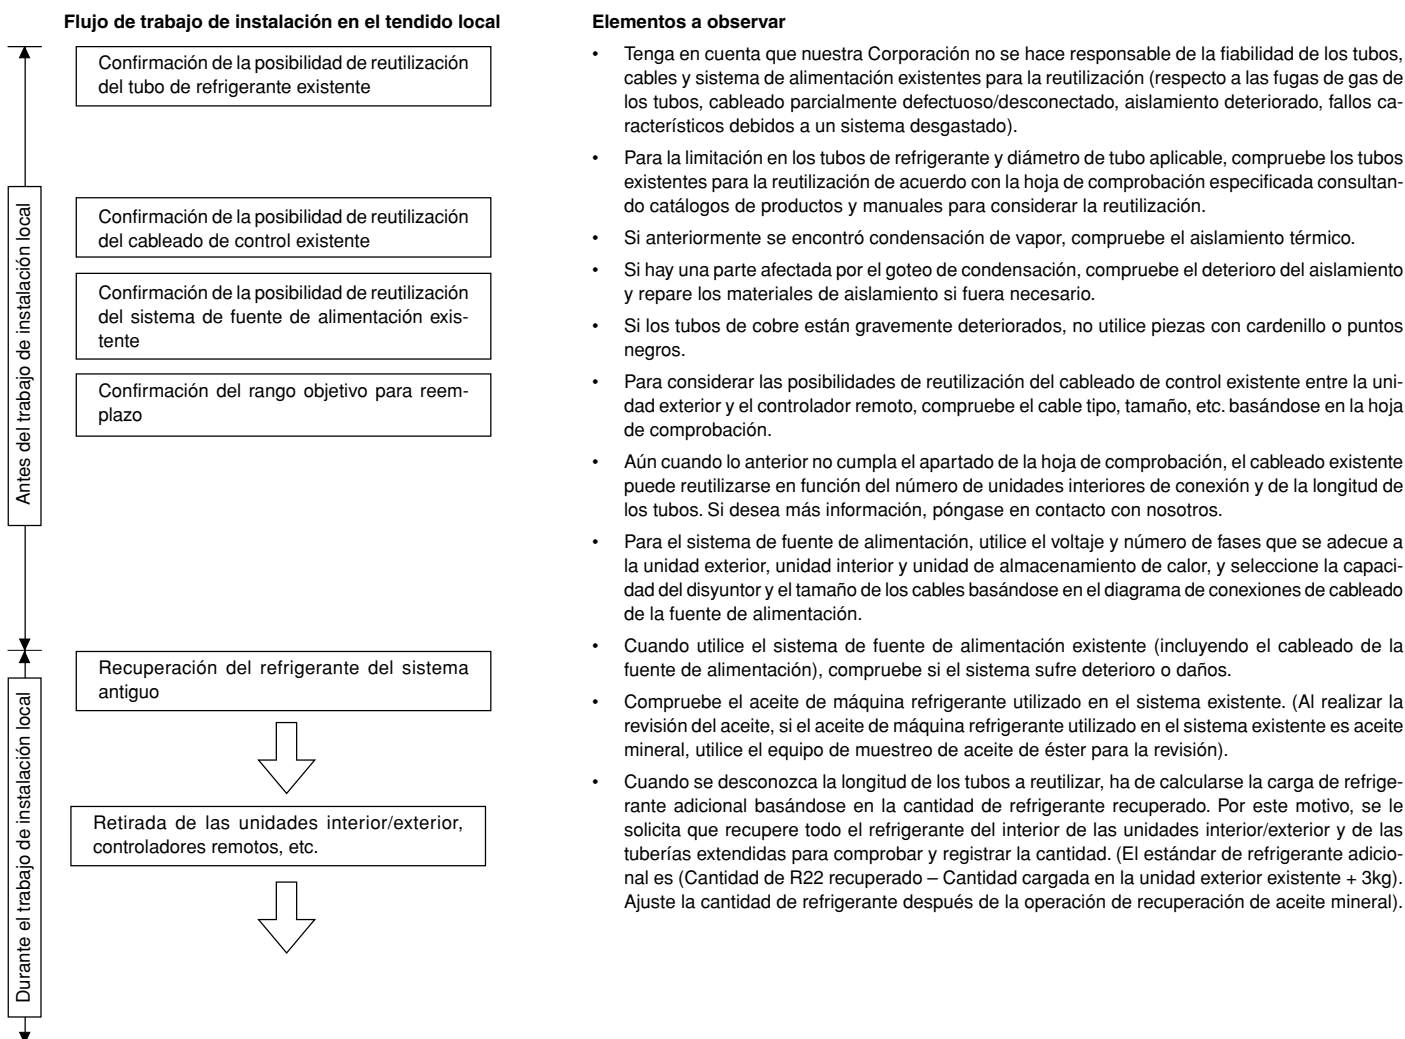 Flujo de trabajo de instalación en el tendido local
Antes del trabajo de instalación local
Confirmación de la posibilidad de reutilización
del tubo de refrigerante existente
Confirmación de la posibilidad de reutilización
del cableado de control existente
Confirmación de la posibilidad de reutilización
del sistema de fuente de alimentación exis-
tente
Confirmación del rango objetivo para reem-
plazo
Durante el trabajo de instalación local
Recuperación del refrigerante del sistema
antiguo
Retirada de las unidades interior/exterior,
controladores remotos, etc.
Elementos a observar
• Tenga en cuenta que nuestra Corporación no se hace responsable de la fiabilidad de los tubos,
cables y sistema de alimentación existentes para la reutilización (respecto a las fugas de gas de
los tubos, cableado parcialmente defectuoso/desconectado, aislamiento deteriorado, fallos ca-
racterísticos debidos a un sistema desgastado).
• Para la limitación en los tubos de refrigerante y diámetro de tubo aplicable, compruebe los tubos
existentes para la reutilización de acuerdo con la hoja de comprobación especificada consultan-
do catálogos de productos y manuales para considerar la reutilización.
• Si anteriormente se encontró condensación de vapor, compruebe el aislamiento térmico.
• Si hay una parte afectada por el goteo de condensación, compruebe el deterioro del aislamiento
y repare los materiales de aislamiento si fuera necesario.
• Si los tubos de cobre están gravemente deteriorados, no utilice piezas con cardenillo o puntos
negros.
• Para considerar las posibilidades de reutilización del cableado de control existente entre la uni-
dad exterior y el controlador remoto, compruebe el cable tipo, tamaño, etc. basándose en la hoja
de comprobación.
• Aún cuando lo anterior no cumpla el apartado de la hoja de comprobación, el cableado existente
puede reutilizarse en función del número de unidades interiores de conexión y de la longitud de
los tubos. Si desea más información, póngase en contacto con nosotros.
• Para el sistema de fuente de alimentación, utilice el voltaje y número de fases que se adecue a
la unidad exterior, unidad interior y unidad de almacenamiento de calor, y seleccione la capaci-
dad del disyuntor y el tamaño de los cables basándose en el diagrama de conexiones de cableado
de la fuente de alimentación.
• Cuando utilice el sistema de fuente de alimentación existente (incluyendo el cableado de la
fuente de alimentación), compruebe si el sistema sufre deterioro o daños.
• Compruebe el aceite de máquina refrigerante utilizado en el sistema existente. (Al realizar la
revisión del aceite, si el aceite de máquina refrigerante utilizado en el sistema existente es aceite
mineral, utilice el equipo de muestreo de aceite de éster para la revisión).
• Cuando se desconozca la longitud de los tubos a reutilizar, ha de calcularse la carga de refrige-
rante adicional basándose en la cantidad de refrigerante recuperado. Por este motivo, se le
solicita que recupere todo el refrigerante del interior de las unidades interior/exterior y de las
tuberías extendidas para comprobar y registrar la cantidad. (El estándar de refrigerante adicio-
nal es (Cantidad de R22 recuperado – Cantidad cargada en la unidad exterior existente + 3kg).
Ajuste la cantidad de refrigerante después de la operación de recuperación de aceite mineral).